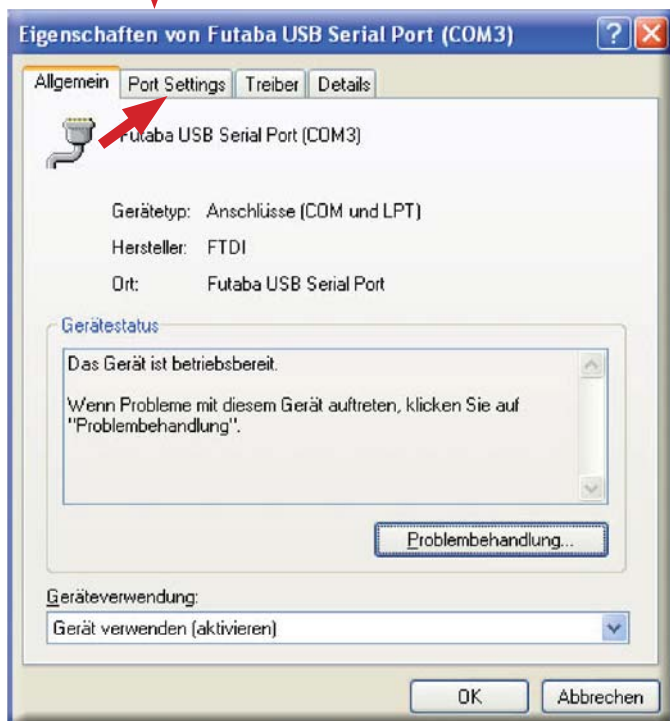 Eigenschaften von Futaba USB Serial Port (COM3)
Allgemein Port Settings Treiber Details
Futaba USB Serial Port (COM3)
Gerätetyp: Anschlüsse (COM und LPT)
Hersteller: FTDI
Ort: Futaba USB Serial Port
Gerätestatus
Das Gerät ist betriebsbereit.
Wenn Probleme mit diesem Gerät auftreten, klicken Sie auf
"Problembehandlung".
Problembehandlung...
Geräteverwendung:
Gerät verwenden (aktivieren)
OK Abbrechen